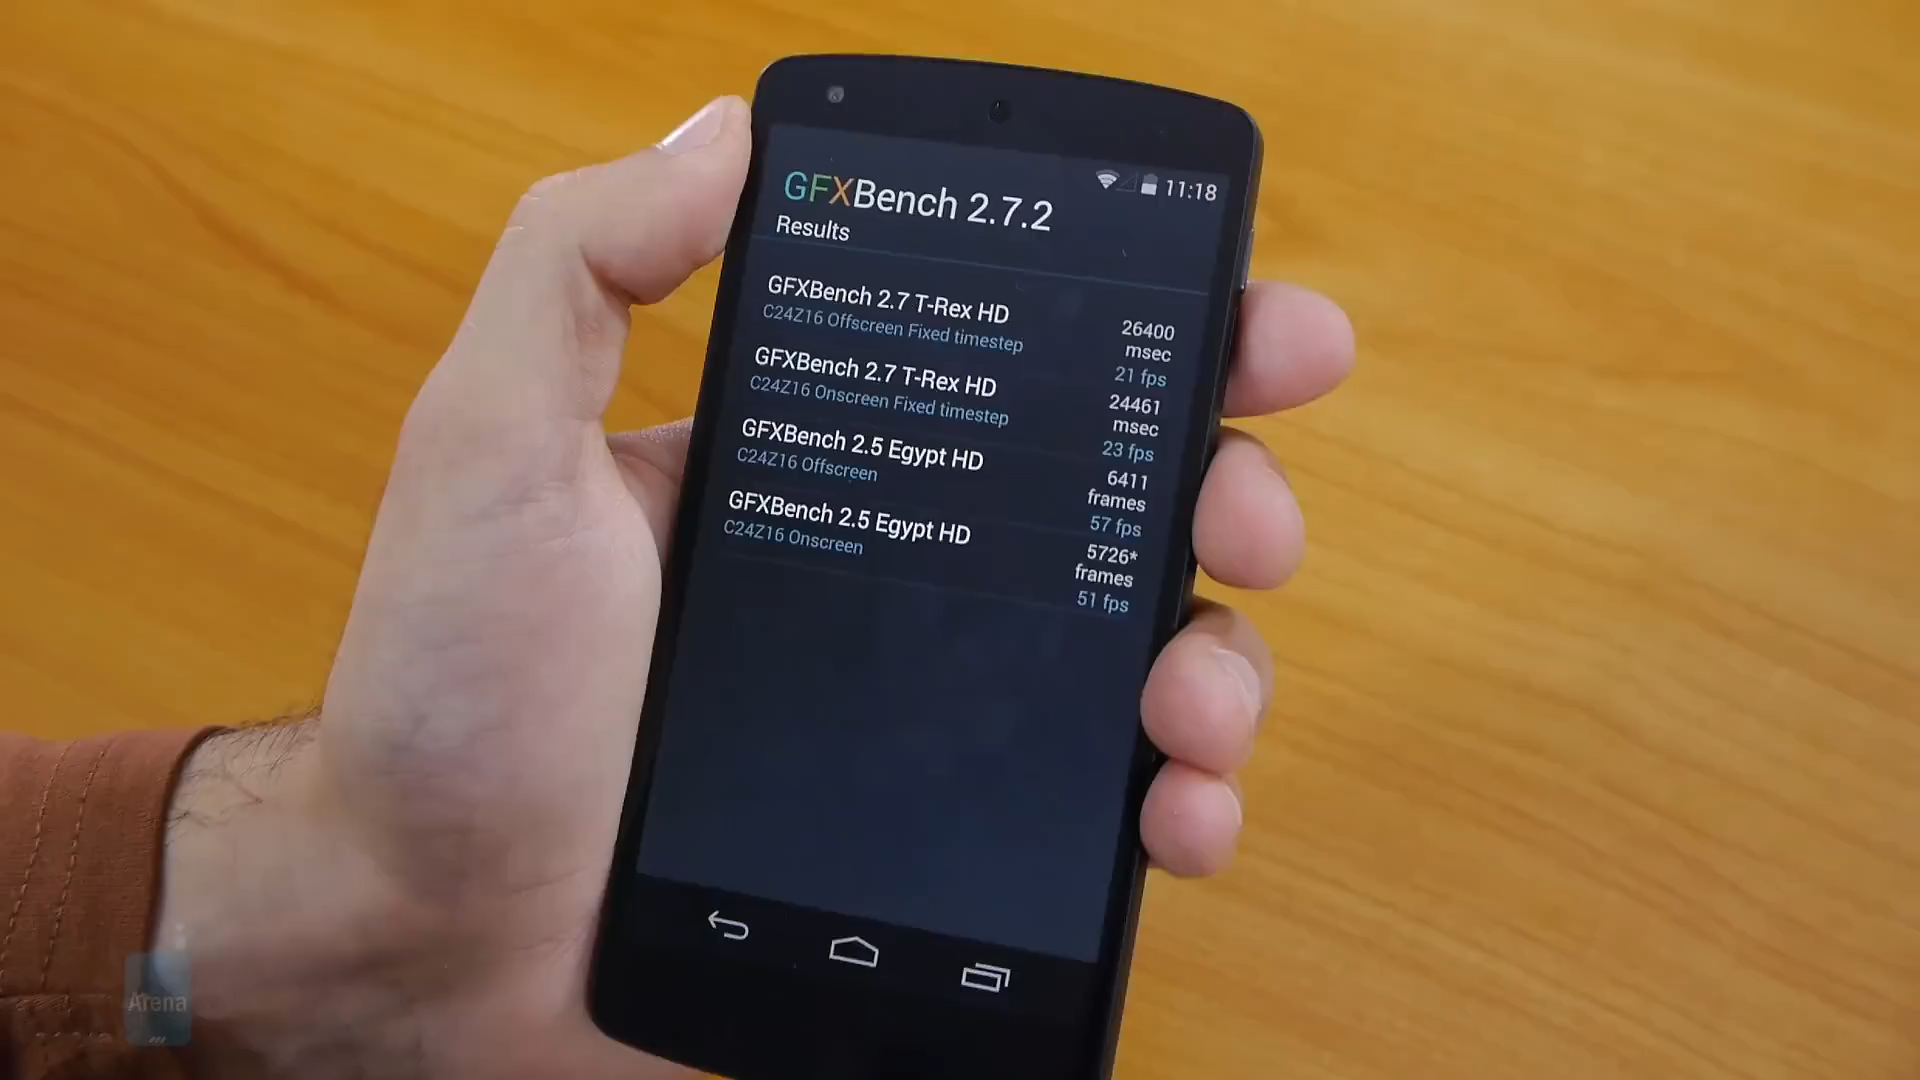 11:18
GFXBench 2.7.2
Results
GFXBench 2.7 T-Rex HD
C24Z16 Offscreen Fixed timestep
26400
msec
21 fps
GFXBench 2.7 T-Rex HD
C24Z16 Onscreen Fixed timestep
24461
msec
23 fps
GFXBench 2.5 Egypt HD
C24Z16 Offscreen
6411
frames
57 fps
GFXBench 2.5 Egypt HD
C24Z16 Onscreen
5726*
frames
51 fps
Arena